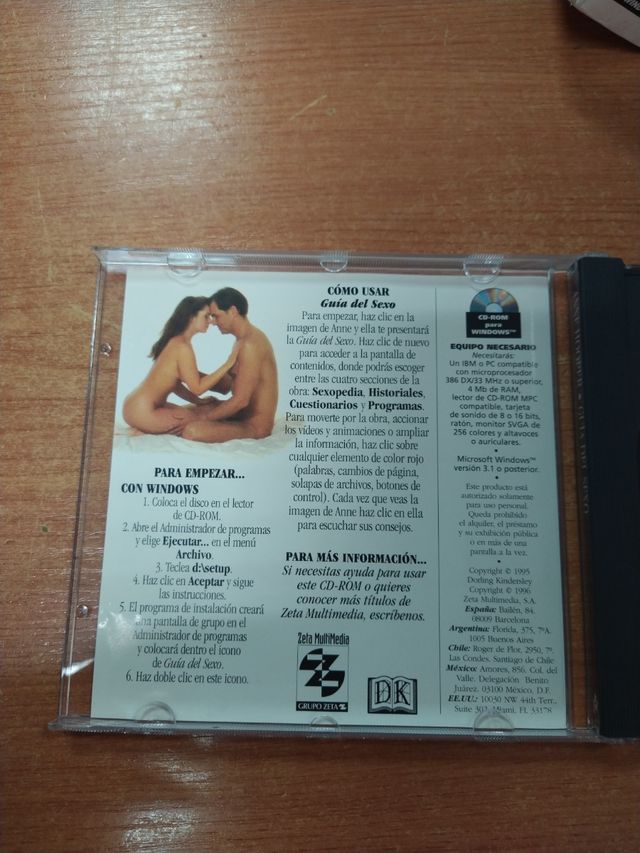 CÓMO USAR
Guía del Sexo
Para empezar, haz clic en la
imagen de Anne y ella te presentará
la Guía del Sexo. Haz clic de nuevo
para acceder a la pantalla de
contenidos, donde podrás escoger
entre las cuatro secciones de la
obra: Sexopedia, Historiales,
Cuestionarios y Programas.
Para moverte por la obra, accionar
los vídeos y animaciones o ampliar
la información, haz clic sobre
cualquier elemento de color rojo
(palabras, cambios de página,
solapas de archivos, botones de
control). Cada vez que veas la
imagen de Anne haz clic en ella
para escuchar sus consejos.
PARA EMPEZAR...
CON WINDOWS
1. Coloca el disco en el lector
de CD-ROM.
2. Abre el Administrador de programas
y elige Ejecutar... en el menú
Archivo.
3. Teclea d:\setup.
4. Haz clic en Aceptar y sigue
las instrucciones.
5. El programa de instalación creará
una pantalla de grupo en el
Administrador de programas
y colocará dentro el icono
de Guía del Sexo.
6. Haz doble clic en este icono.
PARA MÁS INFORMACIÓN...
Si necesitas ayuda para usar
este CD-ROM o quieres
conocer más títulos de
Zeta Multimedia, escríbenos.
Zeta MultiMedia
GRUPO ZETA
DK
CD-ROM
para
WINDOWS™
EQUIPO NECESARIO
Necesitarás:
Un IBM o PC compatible
con microprocesador
386 DX/33 MHz o superior,
4 Mb de RAM,
lector de CD-ROM MPC
compatible, tarjeta
de sonido de 8 o 16 bits,
ratón, monitor SVGA de
256 colores y altavoces
o auriculares.
•
Microsoft Windows™
versión 3.1 o posterior.
•
Este producto está
autorizado solamente
para uso personal.
Queda prohibido
el alquiler, el préstamo
y su exhibición pública
o en más de una
pantalla a la vez.
•
Copyright © 1995
Dorling Kindersley
Copyright © 1996
Zeta Multimedia, S.A.
España: Bailén, 84.
08009 Barcelona
Argentina: Florida, 375, 7ºA
1005 Buenos Aires
Chile: Roger de Flor, 2950, 7º.
Las Condes. Santiago de Chile
México: Amores, 856. Col. del
Valle. Delegación Benito
Juárez. 03100 México, D.F.
EE.UU.: 10030 NW 44th Terr.,
Suite 302, Miami, FL 33178